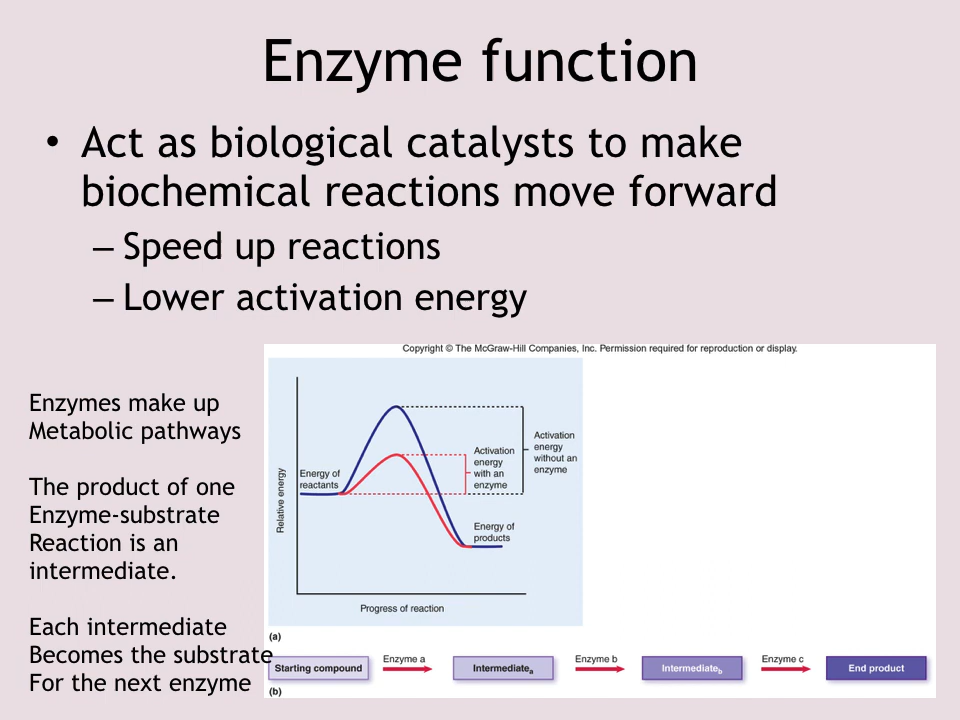 Enzyme function
• Act as biological catalysts to make
biochemical reactions move forward
– Speed up reactions
– Lower activation energy
Enzymes make up
Metabolic pathways
The product of one
Enzyme-substrate
Reaction is an
intermediate.
Each intermediate
Becomes the substrate
For the next enzyme
Copyright © The McGraw-Hill Companies, Inc. Permission required for reproduction or display.
Relative energy
Energy of
reactants
Activation
energy
with an
enzyme
Activation
energy
without an
enzyme
Energy of
products
Progress of reaction
(a)
Starting compound
Enzyme a
Intermediateₐ
Enzyme b
Intermediate_b
Enzyme c
End product
(b)